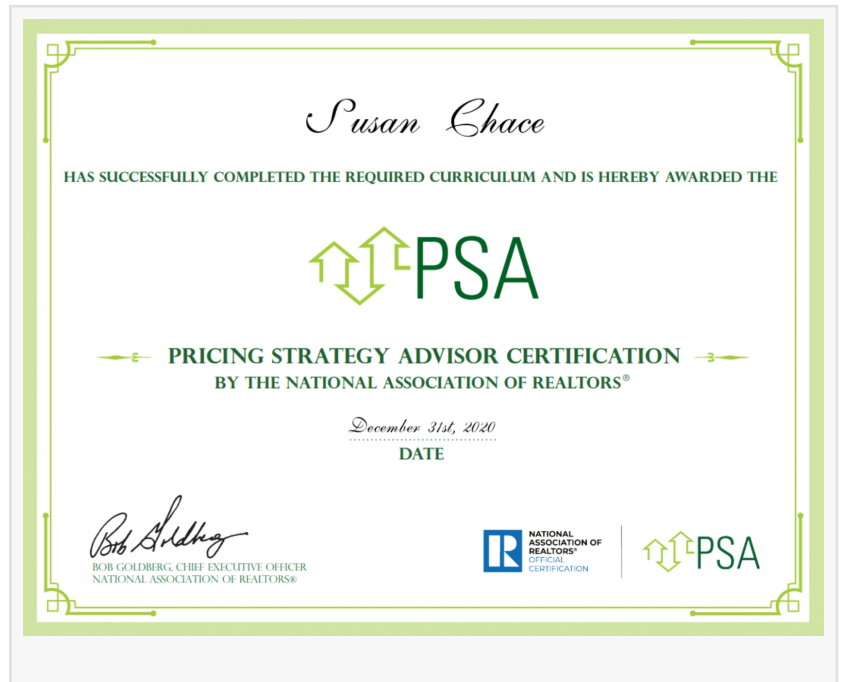 Susan Chace
HAS SUCCESSFULLY COMPLETED THE REQUIRED CURRICULUM AND IS HEREBY AWARDED THE
PSA
PRICING STRATEGY ADVISOR CERTIFICATION
BY THE NATIONAL ASSOCIATION OF REALTORS®
December 31st, 2020
DATE
Bob Goldberg
BOB GOLDBERG, CHIEF EXECUTIVE OFFICER
NATIONAL ASSOCIATION OF REALTORS®
R
NATIONAL
ASSOCIATION OF
REALTORS®
OFFICIAL
CERTIFICATION
PSA